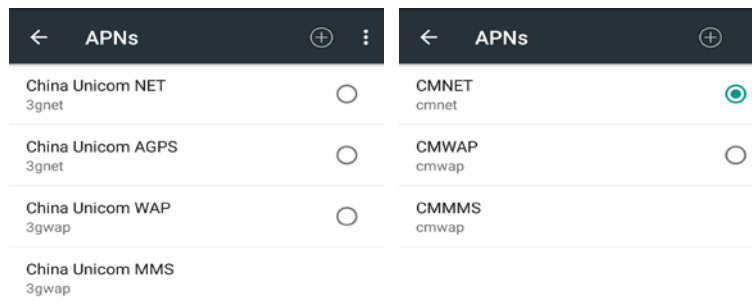 APNs
China Unicom NET
3gnet
China Unicom AGPS
3gnet
China Unicom WAP
3gwap
China Unicom MMS
3gwap
APNs
CMNET
cmnet
CMWAP
cmwap
CMMMS
cmwap